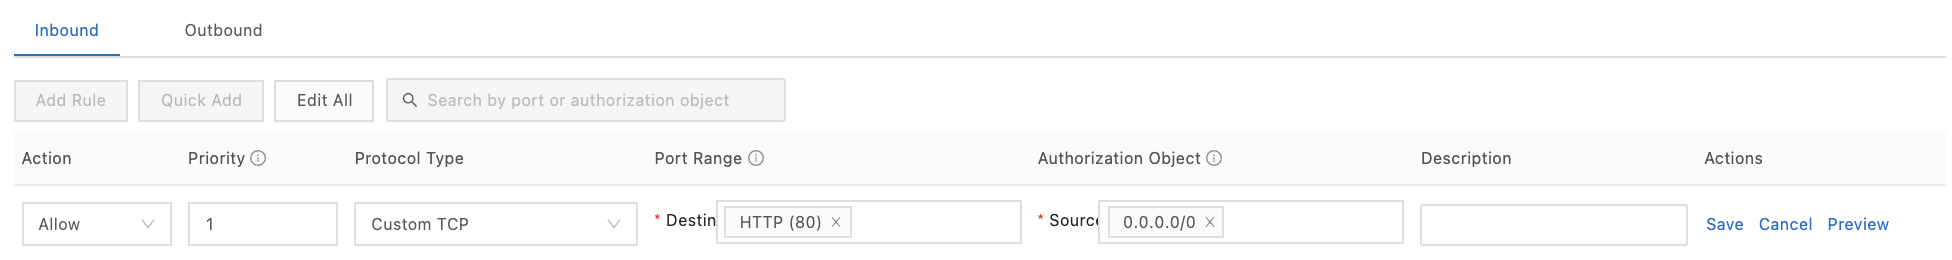 Inbound Outbound
Add Rule Quick Add Edit All Search by port or authorization object
Action Priority Protocol Type Port Range Authorization Object Description Actions
Allow 1 Custom TCP * Destin HTTP (80) × * Sourc 0.0.0.0/0 × Save Cancel Preview